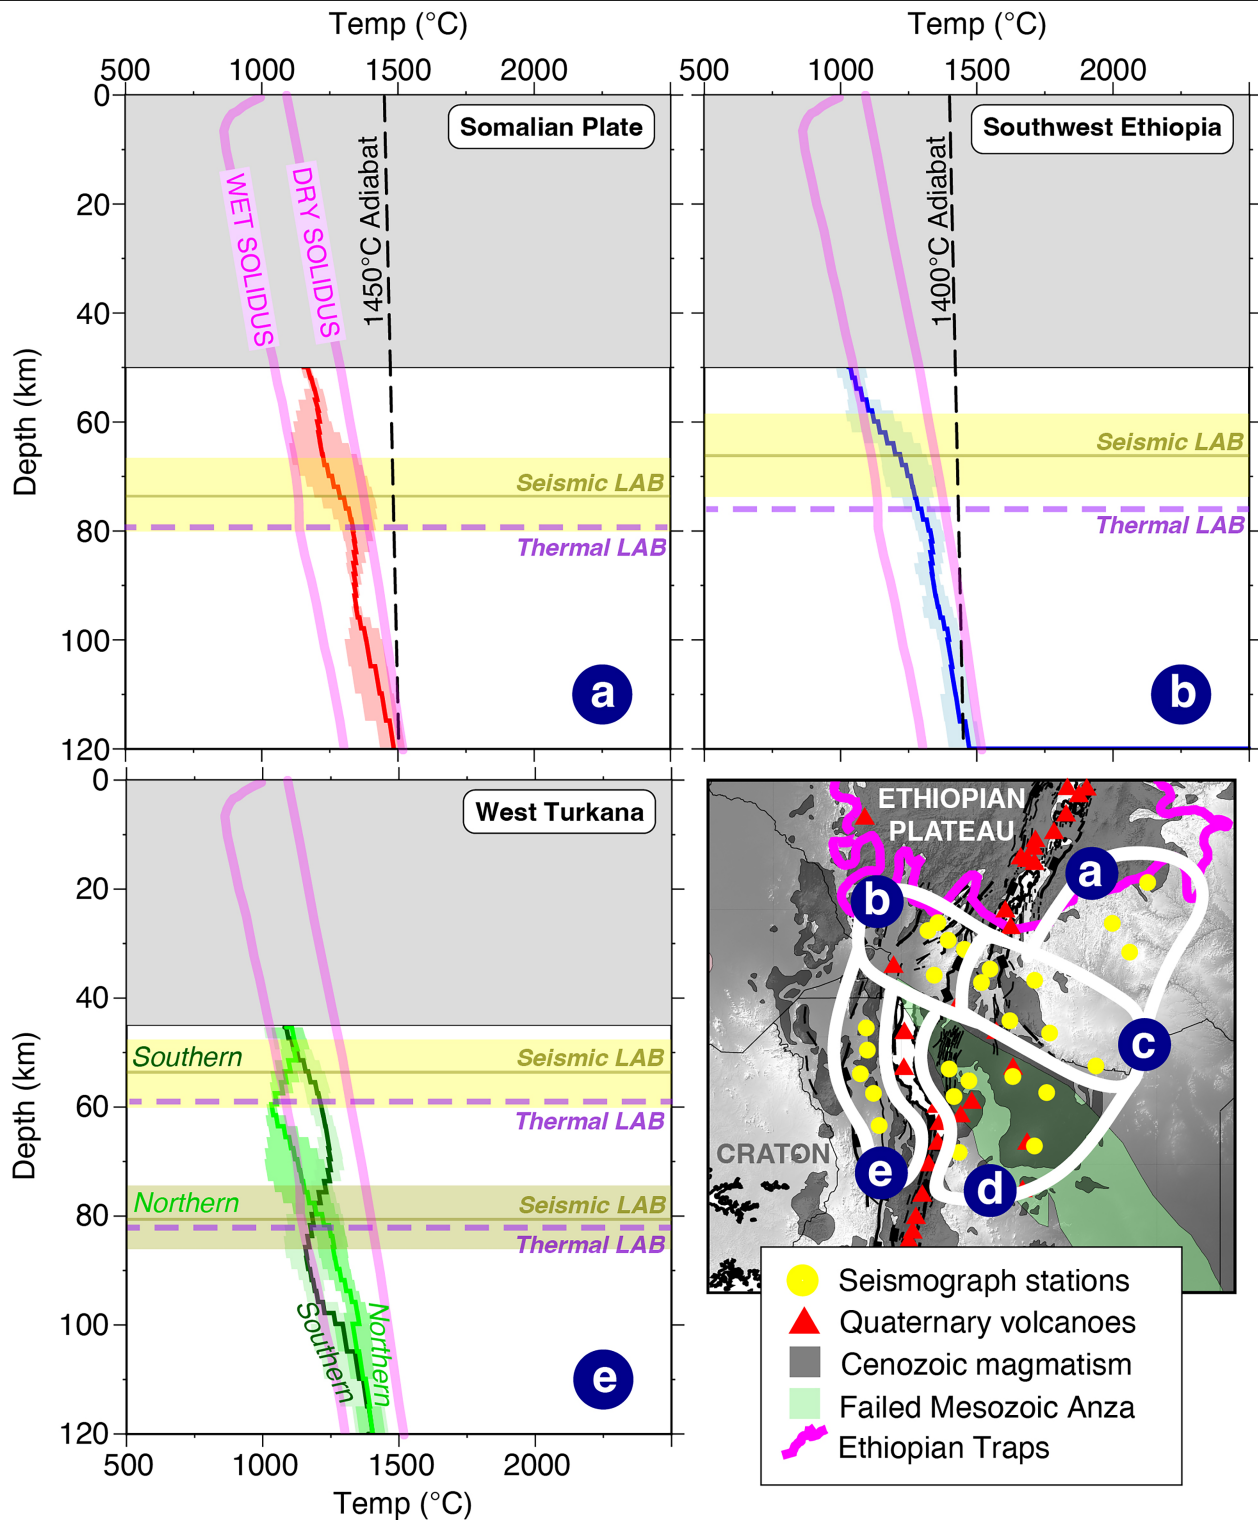 Temp (°C)
Temp (°C)
500 1000 1500 2000
500 1000 1500 2000
0
20
40
60
80
100
120
Depth (km)
Somalian Plate
WET SOLIDUS
DRY SOLIDUS
1450°C Adiabat
Seismic LAB
Thermal LAB
a
Southwest Ethiopia
1400°C Adiabat
Seismic LAB
Thermal LAB
b
0
20
40
60
80
100
120
Depth (km)
West Turkana
Southern
Seismic LAB
Thermal LAB
Northern
Seismic LAB
Thermal LAB
Southern
Northern
e
500 1000 1500 2000
Temp (°C)
ETHIOPIAN
PLATEAU
a
b
c
CRATON
e
d
Seismograph stations
Quaternary volcanoes
Cenozoic magmatism
Failed Mesozoic Anza
Ethiopian Traps